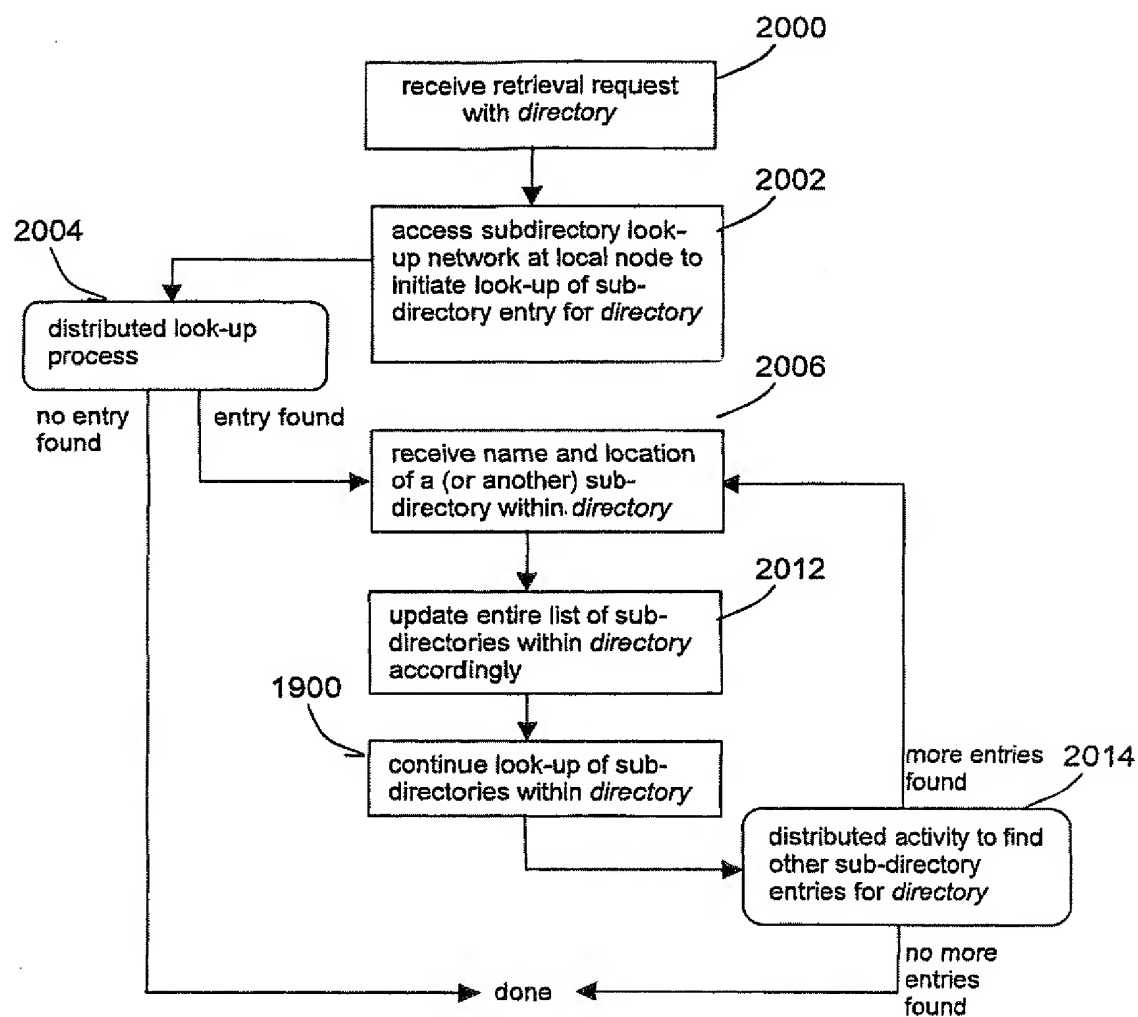 2000
receive retrieval request
with directory
2002
access subdirectory look-
up network at local node to
initiate look-up of sub-
directory entry for directory
2004
distributed look-up
process
no entry
found
entry found
2006
receive name and location
of a (or another) sub-
directory within directory
2012
update entire list of sub-
directories within directory
accordingly
1900
continue look-up of sub-
directories within directory
more entries
found
2014
distributed activity to find
other sub-directory
entries for directory
no more
entries
found
done